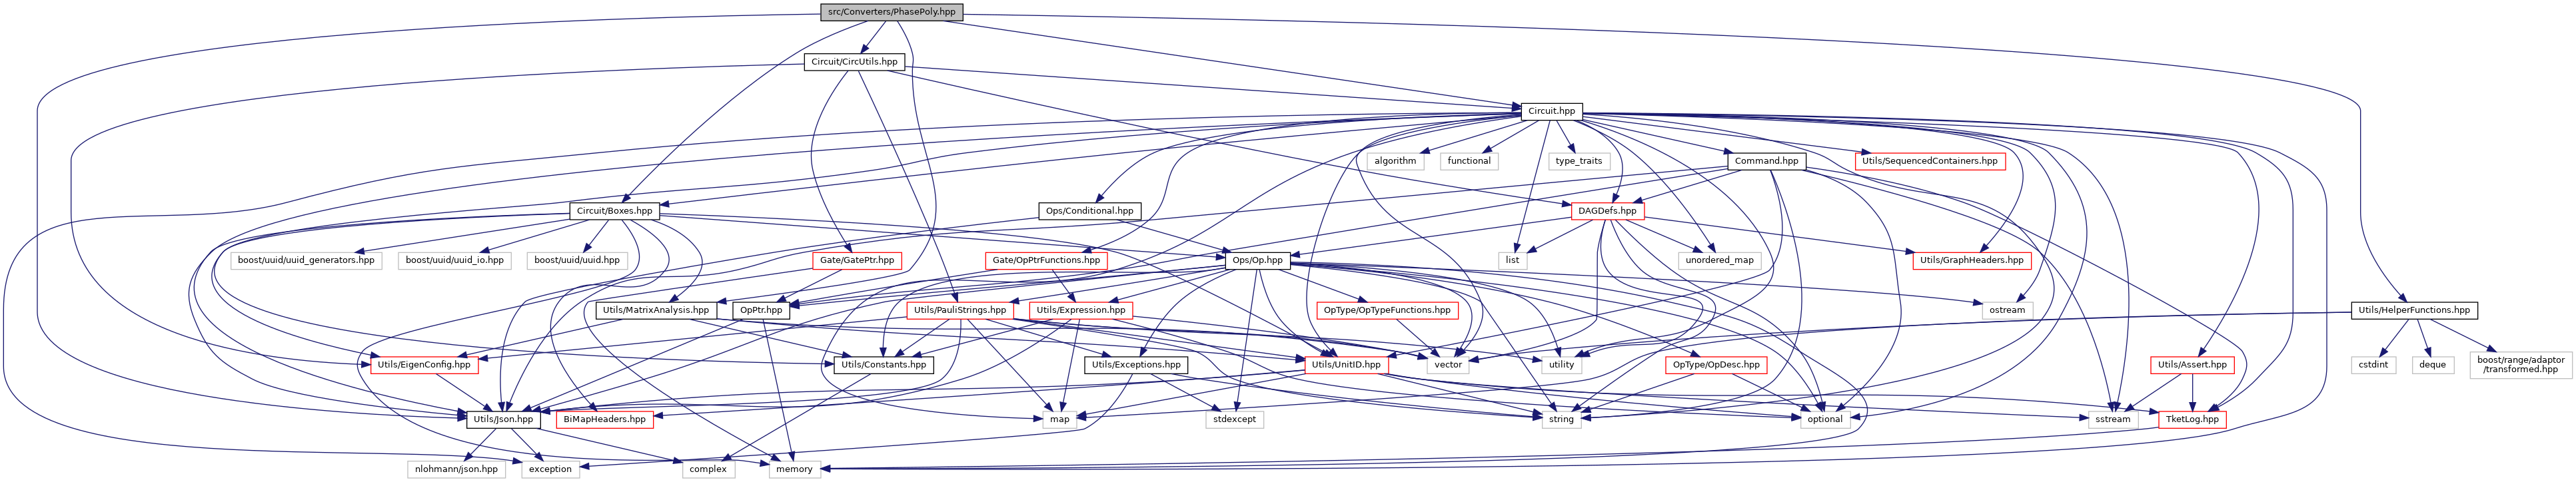 src/Converters/PhasePoly.hpp
Circuit/CircUtils.hpp
Circuit.hpp
algorithm
functional
type_traits
Command.hpp
Utils/SequencedContainers.hpp
Circuit/Boxes.hpp
Ops/Conditional.hpp
DAGDefs.hpp
boost/uuid/uuid_generators.hpp
boost/uuid/uuid_io.hpp
boost/uuid/uuid.hpp
Gate/GatePtr.hpp
Gate/OpPtrFunctions.hpp
Ops/Op.hpp
list
unordered_map
Utils/GraphHeaders.hpp
Utils/MatrixAnalysis.hpp
OpPtr.hpp
Utils/PauliStrings.hpp
Utils/Expression.hpp
OpType/OpTypeFunctions.hpp
ostream
Utils/HelperFunctions.hpp
Utils/EigenConfig.hpp
Utils/Constants.hpp
Utils/Exceptions.hpp
Utils/UnitID.hpp
vector
utility
OpType/OpDesc.hpp
Utils/Assert.hpp
cstdint
deque
boost/range/adaptor
/transformed.hpp
Utils/Json.hpp
BiMapHeaders.hpp
map
stdexcept
string
optional
sstream
TketLog.hpp
nlohmann/json.hpp
exception
complex
memory